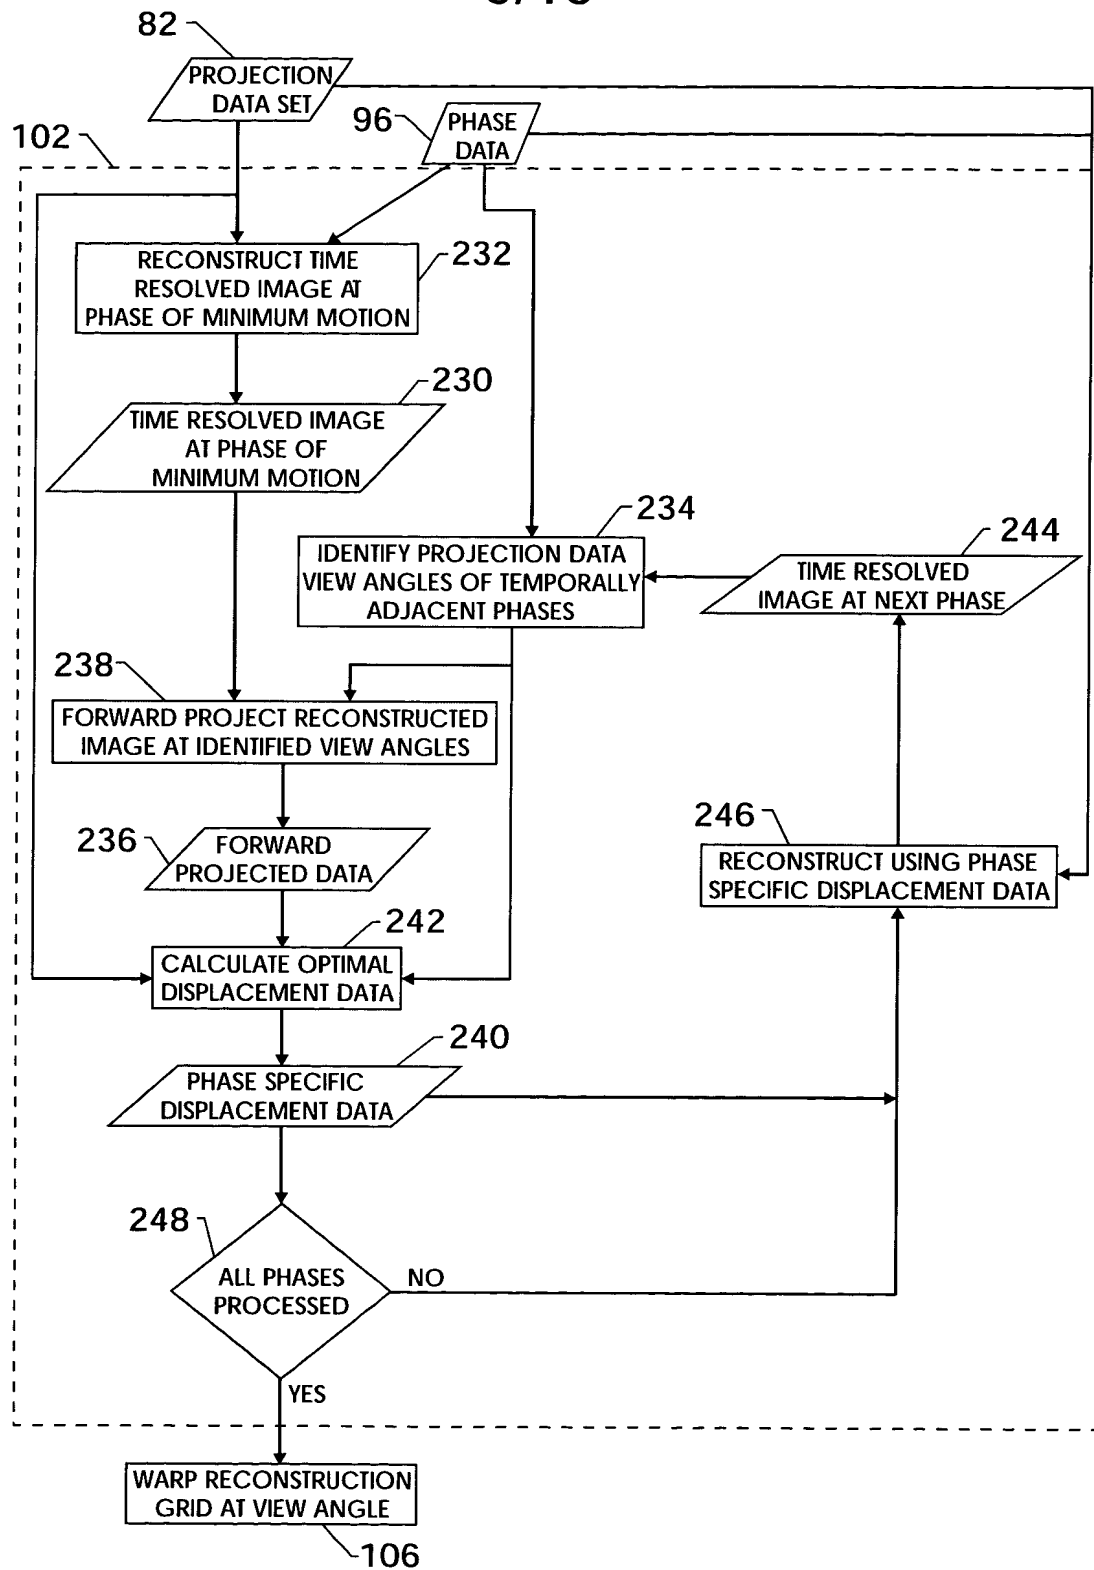 82
PROJECTION
DATA SET
96
PHASE
DATA
102
RECONSTRUCT TIME
RESOLVED IMAGE AT
PHASE OF MINIMUM MOTION
232
230
TIME RESOLVED IMAGE
AT PHASE OF
MINIMUM MOTION
234
IDENTIFY PROJECTION DATA
VIEW ANGLES OF TEMPORALLY
ADJACENT PHASES
244
TIME RESOLVED
IMAGE AT NEXT PHASE
238
FORWARD PROJECT RECONSTRUCTED
IMAGE AT IDENTIFIED VIEW ANGLES
236
FORWARD
PROJECTED DATA
246
RECONSTRUCT USING PHASE
SPECIFIC DISPLACEMENT DATA
242
CALCULATE OPTIMAL
DISPLACEMENT DATA
240
PHASE SPECIFIC
DISPLACEMENT DATA
248
ALL PHASES
PROCESSED
NO
YES
WARP RECONSTRUCTION
GRID AT VIEW ANGLE
106